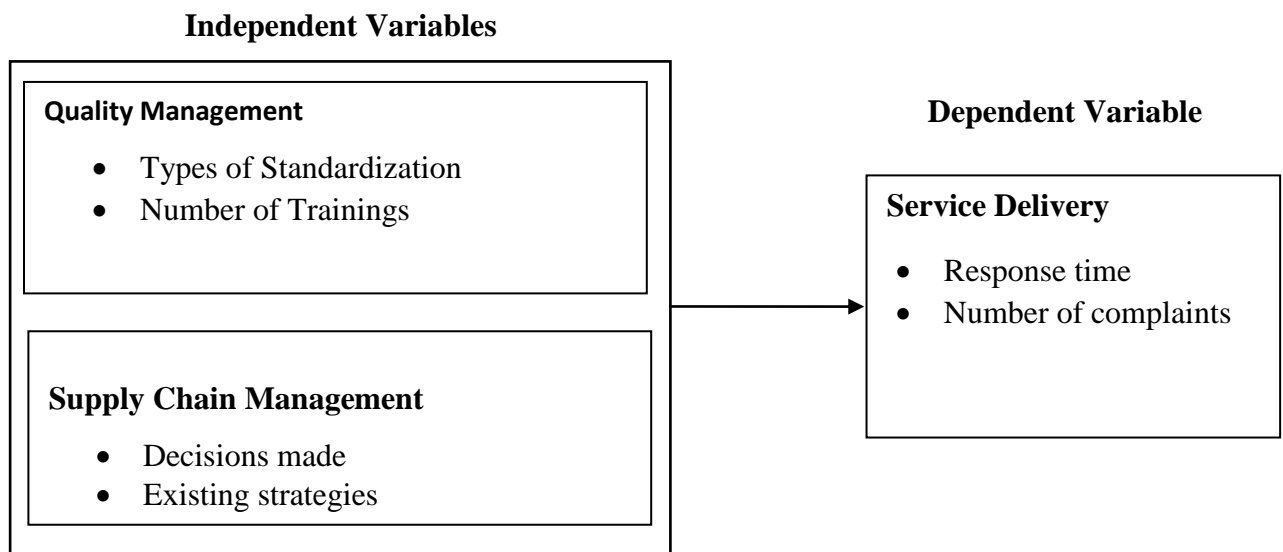 Independent Variables
Quality Management
• Types of Standardization
• Number of Trainings
Supply Chain Management
• Decisions made
• Existing strategies
Dependent Variable
Service Delivery
• Response time
• Number of complaints